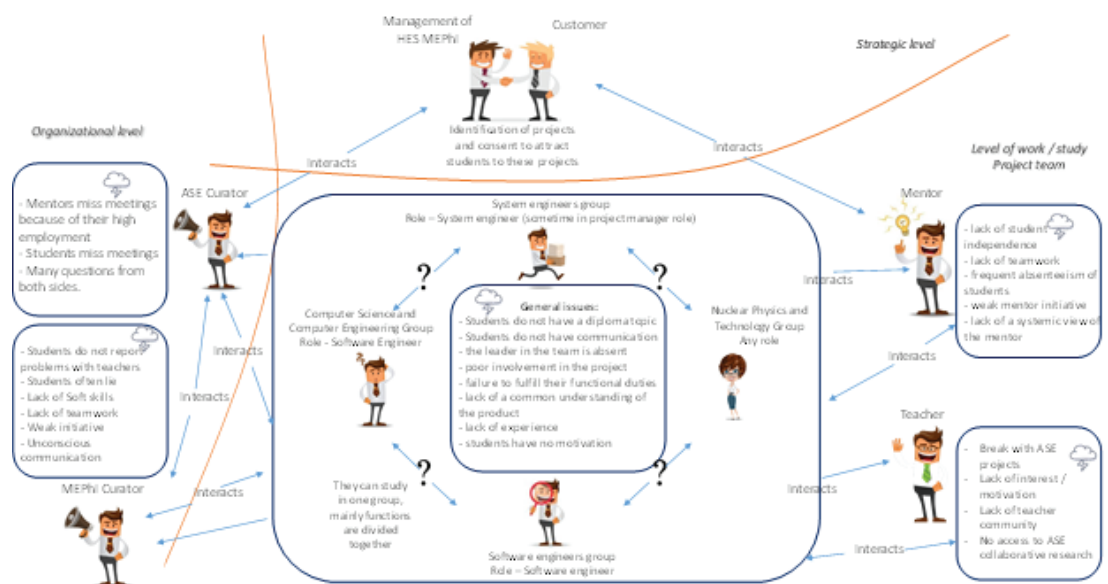 Management of
HES MEPhI
Customer
Strategic level
Identification of projects
and consent to attract
students to these projects
Interacts
Interacts
Organizational level
- Mentors miss meetings
because of their high
employment
- Students miss meetings
- Many questions from
both sides.
ASE Curator
- Students do not report
problems with teachers
- Students often lie
- Lack of Soft skills
- Lack of teamwork
- Weak initiative
- Unconscious
communication
Interacts
Interacts
MEPhi Curator
Interacts
System engineers group
Role – System engineer (sometime in project manager role)
?
?
Computer Science and
Computer Engineering Group
Role - Software Engineer
?
General issues:
- Students do not have a diploma topic
- Students do not have communication
- the leader in the team is absent
- poor involvement in the project
- failure to fulfill their functional duties
- lack of a common understanding of
the product
- lack of experience
- students have no motivation
Nuclear Physics and
Technology Group
Any role
?
?
They can study
in one group,
mainly functions
are divided
together
Software engineers group
Role – Software engineer
Level of work / study
Project team
Mentor
- lack of student
independence
- lack of teamwork
- frequent absenteeism of
students
- weak mentor initiative
- lack of a systemic view of
the mentor
Interacts
Interacts
Teacher
- Break with ASE
projects
- Lack of interest /
motivation
- Lack of teacher
community
- No access to ASE
collaborative research
Interacts
Interacts